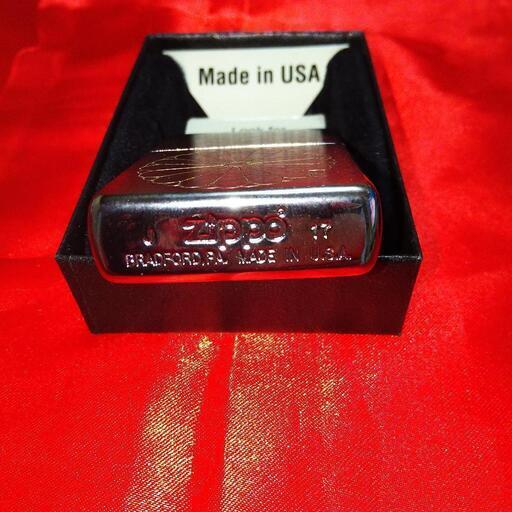 Made in USA
J Zippo 17
BRADFORD, PA. MADE IN U.S.A.